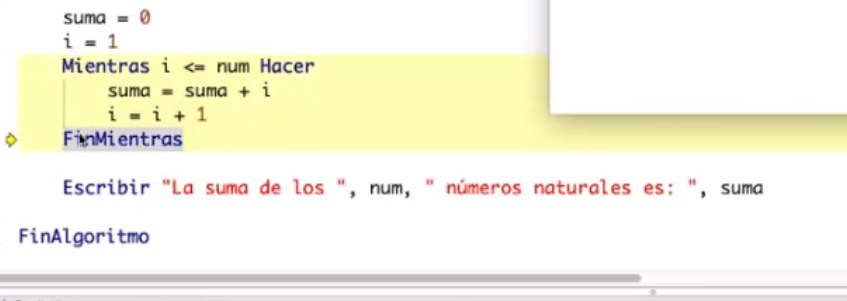 suma = 0
i = 1
Mientras i <= num Hacer
suma = suma + i
i = i + 1
FinMientras
Escribir "La suma de los ", num, " números naturales es: ", suma
FinAlgoritmo